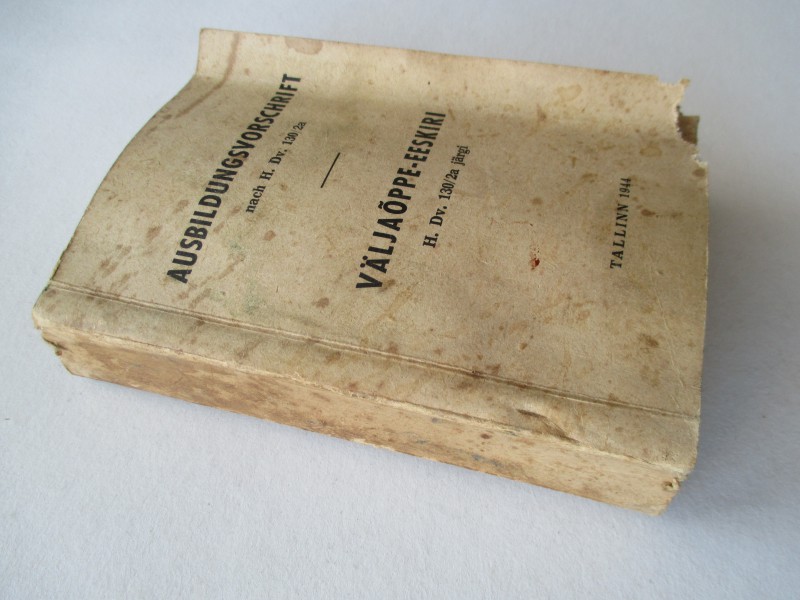 AUSBILDUNGSVORSCHRIFT
nach H. Dv. 130/2a
VÄLJAÕPPE-EESKIRI
H. Dv. 130/2a järgi
TALLINN 1944